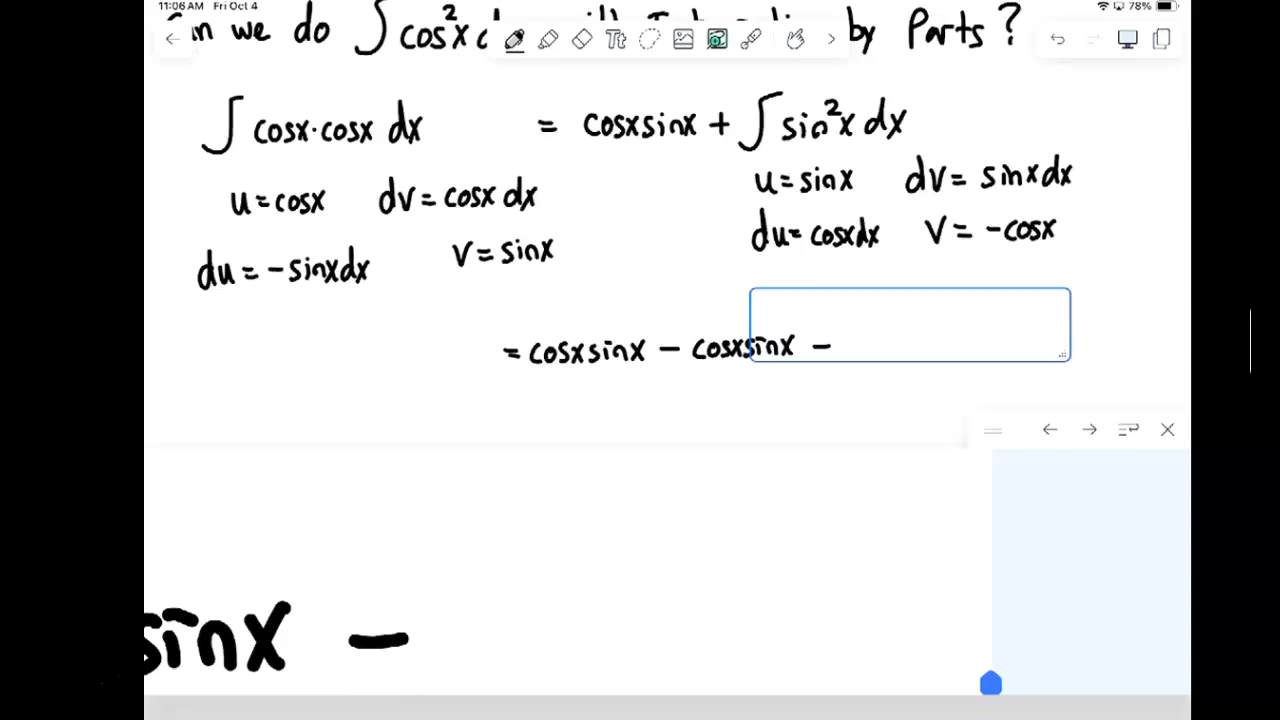 11:06 AM Fri Oct 4 78%
we do ∫ cos²x by Parts ?
Tt
∫ cosx·cosx dx = cosxsinx + ∫ sin²x dx
u = cosx dv = cosx dx u = sinx dv = sinxdx
du = -sinxdx v = sinx du = cosxdx v = -cosx
= cosxsinx - cosxsinx -
sinx -